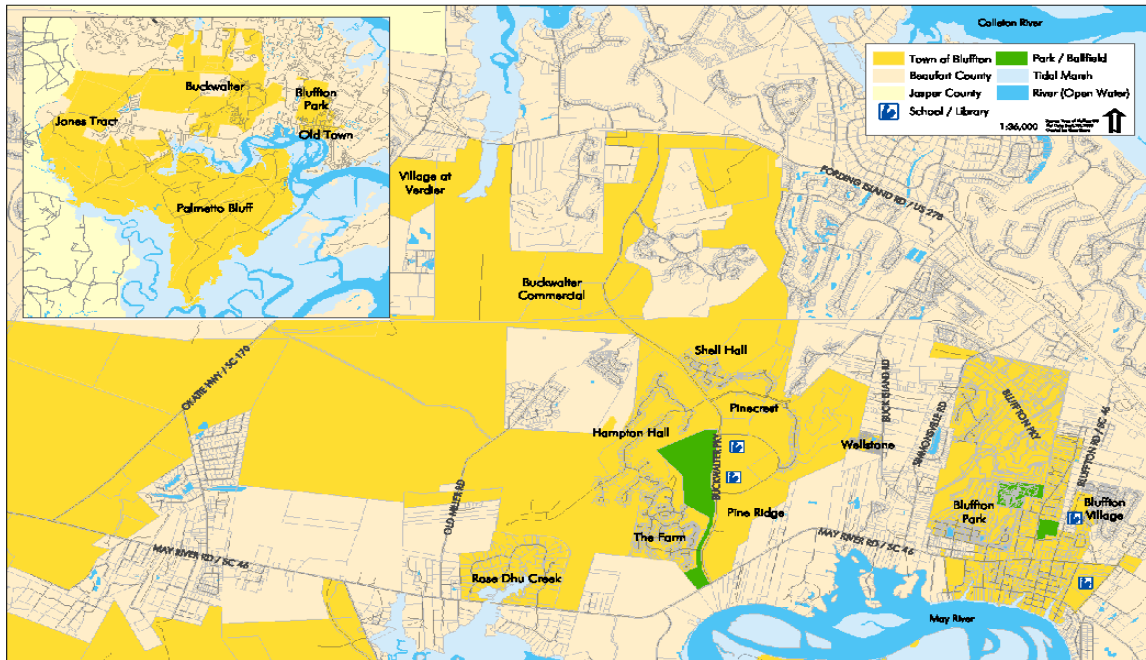 Colleton River
Town of Bluffton
Park / Ballfield
Beaufort County
Tidal Marsh
Jasper County
River (Open Water)
School / Library
1:36,000
Buckwalter
Bluffton
Park
Jones Tract
Old Town
Palmetto Bluff
Village at
Verdier
FORDING ISLAND RD / US 278
Buckwalter
Commercial
OKATIE HWY / SC 170
Shell Hall
BUCK ISLAND RD
SIMMONSVILLE RD
BLUFFTON PKY
BLUFFTON RD / SC 46
Pinecrest
Hampton Hall
Wellstone
BUCKWALTER PKY
OLD MILLER RD
Bluffton
Park
Bluffton
Village
Pine Ridge
The Farm
MAY RIVER RD / SC 46
MAY RIVER RD / SC 46
Rose Dhu Creek
May River